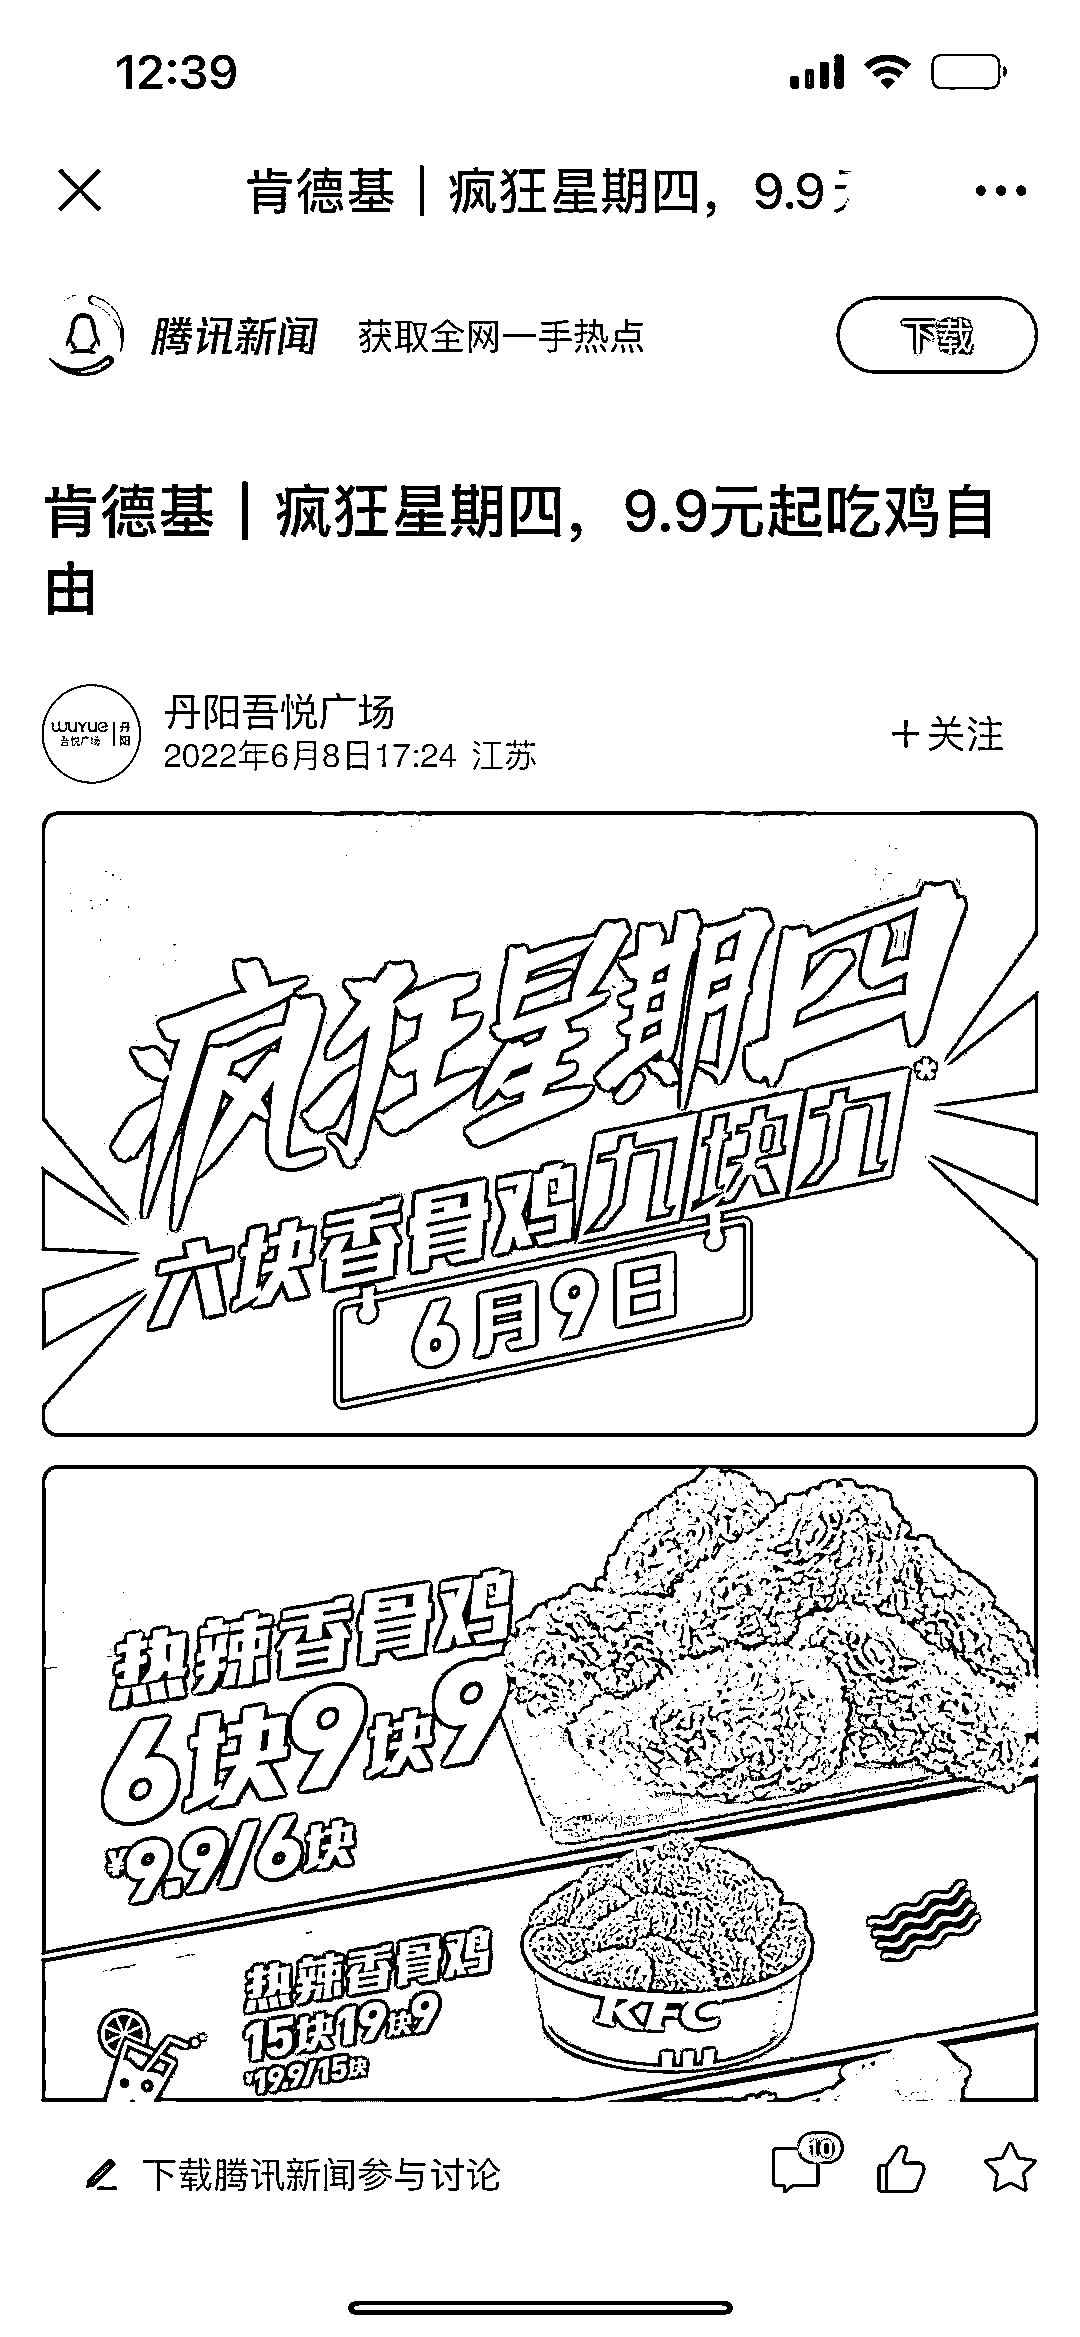 12:39
肯德基｜疯狂星期四，9.9
腾讯新闻 获取全网一手热点 下载
肯德基｜疯狂星期四，9.9元起吃鸡自
由
wuyue 吾悦广场 丹阳
丹阳吾悦广场
2022年6月8日17:24 江苏
+关注
疯狂星期四
六块香骨鸡九块九*
6月9日
热辣香骨鸡
6块9块9
¥9.9/6块
热辣香骨鸡
15块19块9
¥19.9/15块
KFC
下载腾讯新闻参与讨论
10